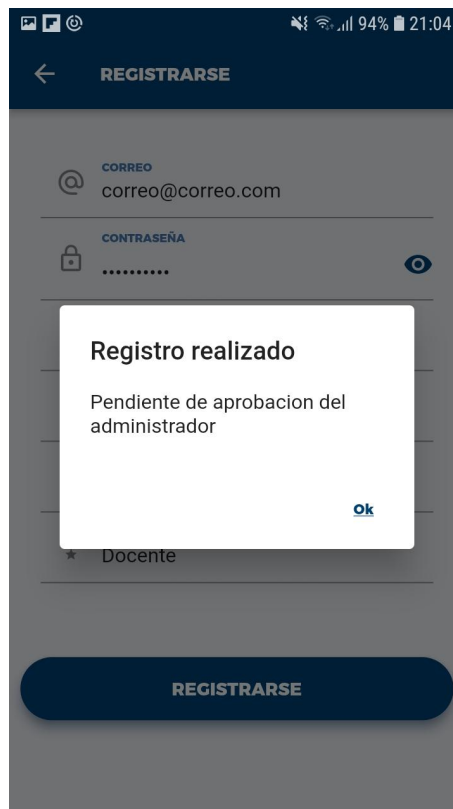 94% 21:04
REGISTRARSE
CORREO
correo@correo.com
CONTRASEÑA
••••••••••
Registro realizado
Pendiente de aprobacion del
administrador
Ok
Docente
REGISTRARSE